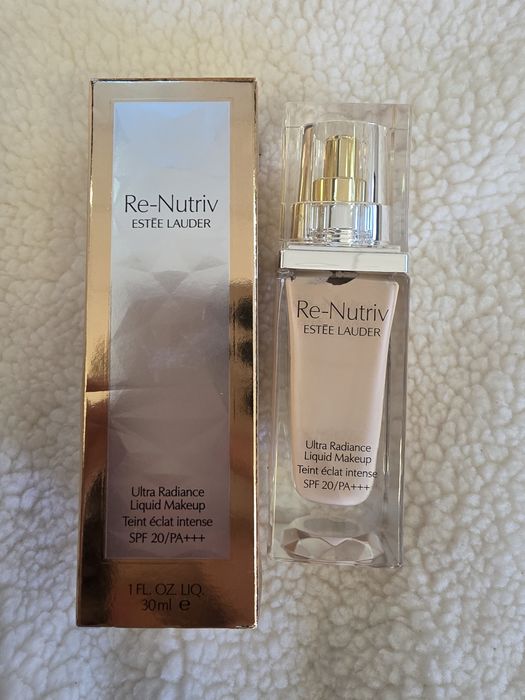 Re-Nutriv
ESTĒE LAUDER
Ultra Radiance
Liquid Makeup
Teint éclat intense
SPF 20/PA+++
1 FL. OZ. LIQ.
30ml e
Re-Nutriv
ESTĒE LAUDER
Ultra Radiance
Liquid Makeup
Teint éclat intense
SPF 20/PA+++